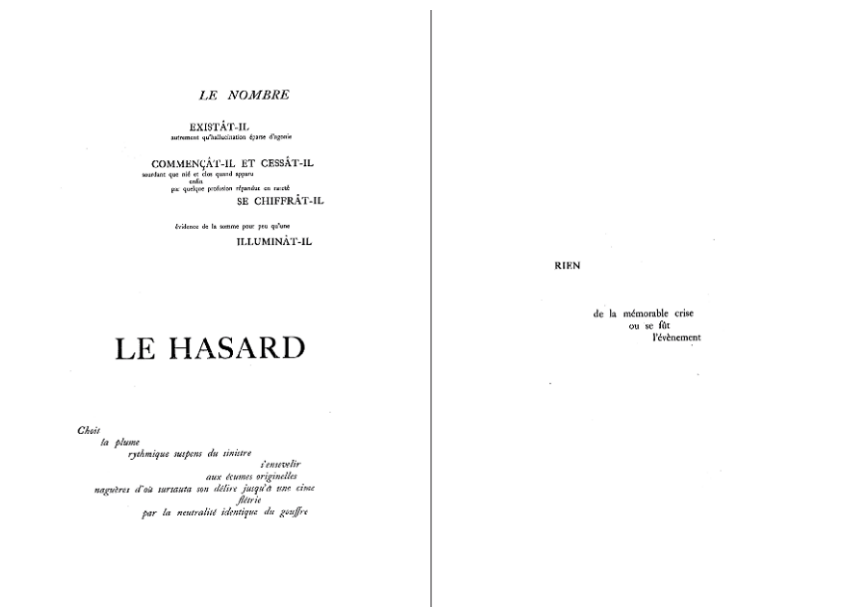 LE NOMBRE
EXISTÂT-IL
autrement qu'hallucination éparse d'agonie
COMMENÇÂT-IL ET CESSÂT-IL
sourdant que nié et clos quand apparu
enfin
par quelque profusion répandue en rareté
SE CHIFFRÂT-IL
évidence de la somme pour peu qu'une
ILLUMINÂT-IL
LE HASARD
Choit
la plume
rythmique suspens du sinistre
s'ensevelir
aux écumes originelles
naguères d'où sursauta son délire jusqu'à une cime
flétrie
par la neutralité identique du gouffre
RIEN
de la mémorable crise
ou se fût
l'évènement